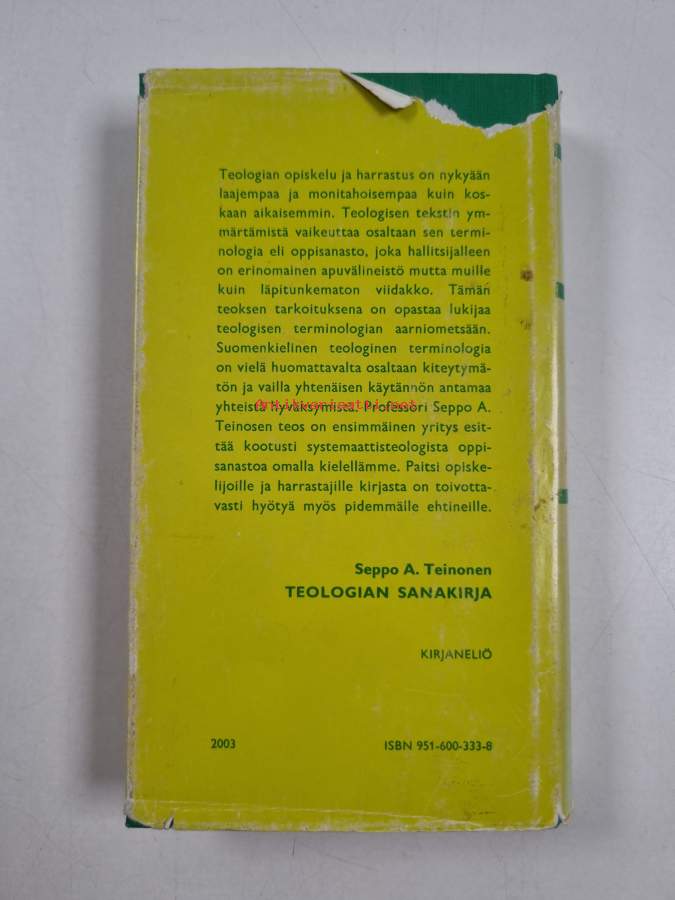 Teologian opiskelu ja harrastus on nykyään
laajempaa ja monitahoisempaa kuin kos-
kaan aikaisemmin. Teologisen tekstin ym-
märtämistä vaikeuttaa osaltaan sen termi-
nologia eli oppisanasto, joka hallitsijalleen
on erinomainen apuvälineistö mutta muille
kuin läpitunkematon viidakko. Tämän
teoksen tarkoituksena on opastaa lukijaa
teologisen terminologian aarniometsään.
Suomenkielinen teologinen terminologia
on vielä huomattavalta osaltaan kiteytymä-
tön ja vailla yhtenäisen käytännön antamaa
Antikvariaatti.net
yhteistä hyväksymistä. Professori Seppo A.
Teinosen teos on ensimmäinen yritys esit-
tää kootusti systemaattisteologista oppi-
sanastoa omalla kielellämme. Paitsi opiske-
lijoille ja harrastajille kirjasta on toivotta-
vasti hyötyä myös pidemmälle ehtineille.
Seppo A. Teinonen
TEOLOGIAN SANAKIRJA
KIRJANELIÖ
2003 ISBN 951-600-333-8